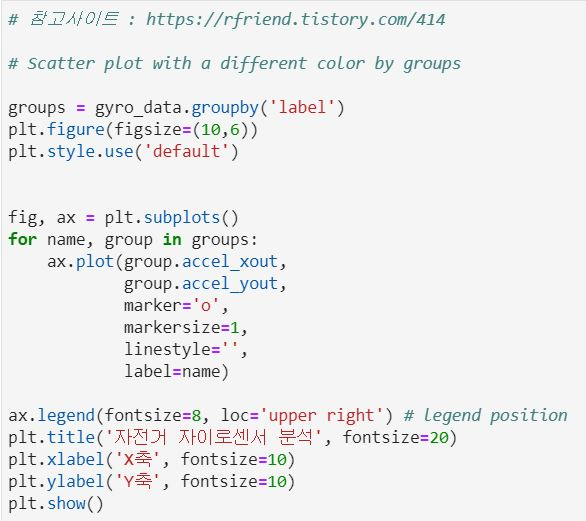 # 참고사이트 : https://rfriend.tistory.com/414
# Scatter plot with a different color by groups
groups = gyro_data.groupby('label')
plt.figure(figsize=(10,6))
plt.style.use('default')
fig, ax = plt.subplots()
for name, group in groups:
    ax.plot(group.accel_xout,
            group.accel_yout,
            marker='o',
            markersize=1,
            linestyle='',
            label=name)
ax.legend(fontsize=8, loc='upper right') # legend position
plt.title('자전거 자이로센서 분석', fontsize=20)
plt.xlabel('X축', fontsize=10)
plt.ylabel('Y축', fontsize=10)
plt.show()